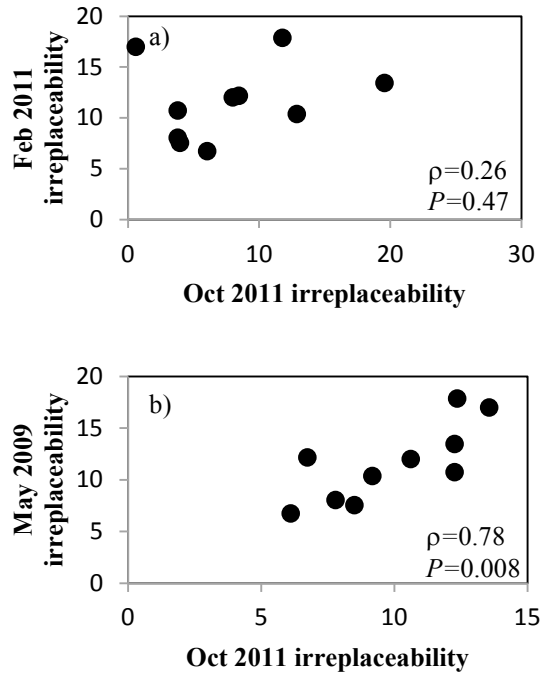 a)
20
15
10
5
0
0
10
20
30
Feb 2011
irreplaceability
ρ=0.26
P=0.47
Oct 2011 irreplaceability
b)
20
15
10
5
0
0
5
10
15
May 2009
irreplaceability
ρ=0.78
P=0.008
Oct 2011 irreplaceability